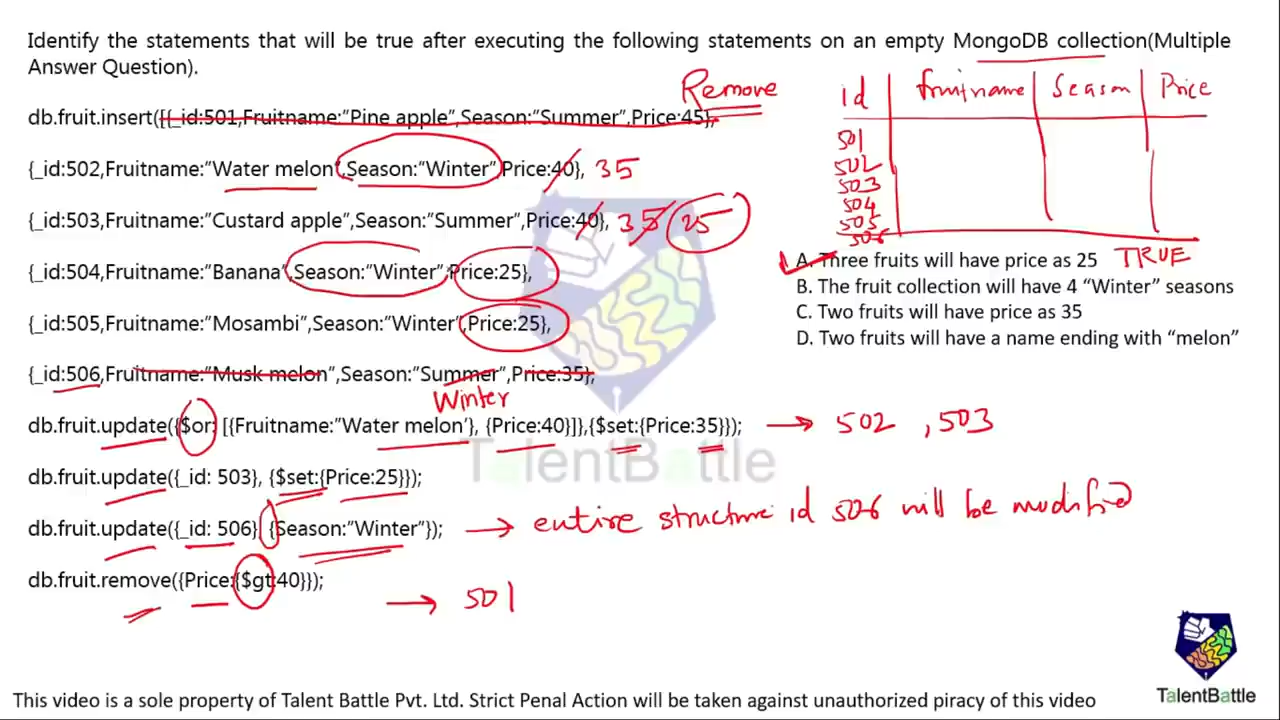 Identify the statements that will be true after executing the following statements on an empty MongoDB collection(Multiple
Answer Question).
Remove
id fruitname Season Price
db.fruit.insert([{_id:501,Fruitname:"Pine apple",Season:"Summer",Price:45},
501
{_id:502,Fruitname:"Water melon",Season:"Winter",Price:40}, 35
502
503
504
{_id:503,Fruitname:"Custard apple",Season:"Summer",Price:40}, 35 25
505
506
A. Three fruits will have price as 25 TRUE
{_id:504,Fruitname:"Banana",Season:"Winter",Price:25},
B. The fruit collection will have 4 “Winter” seasons
C. Two fruits will have price as 35
{_id:505,Fruitname:"Mosambi",Season:"Winter",Price:25},
D. Two fruits will have a name ending with “melon”
{_id:506,Fruitname:"Musk melon",Season:"Summer",Price:35},
Winter
db.fruit.update({$or: [{Fruitname:"Water melon'}, {Price:40}]},{$set:{Price:35}}); → 502 ,503
TalentBattle
db.fruit.update({_id: 503}, {$set:{Price:25}});
db.fruit.update({_id: 506}, {Season:"Winter"}); → entire structure id 506 will be modified
db.fruit.remove({Price:{$gt:40}});
→ 501
TalentBattle
This video is a sole property of Talent Battle Pvt. Ltd. Strict Penal Action will be taken against unauthorized piracy of this video